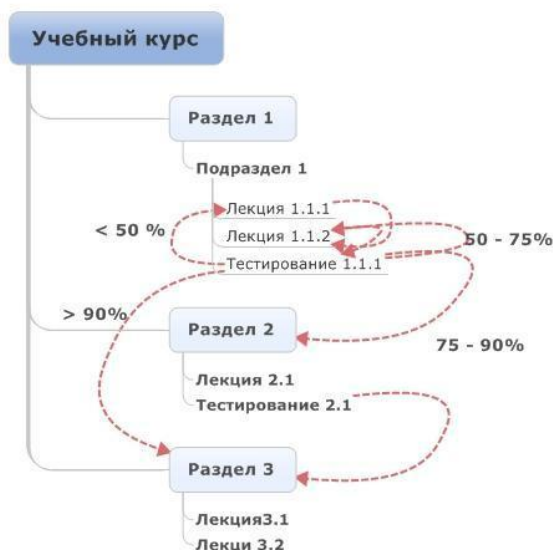 Учебный курс
Раздел 1
Подраздел 1
Лекция 1.1.1
< 50 %
Лекция 1.1.2
50 - 75%
Тестирование 1.1.1
> 90%
Раздел 2
75 - 90%
Лекция 2.1
Тестирование 2.1
Раздел 3
Лекция3.1
Лекци 3.2